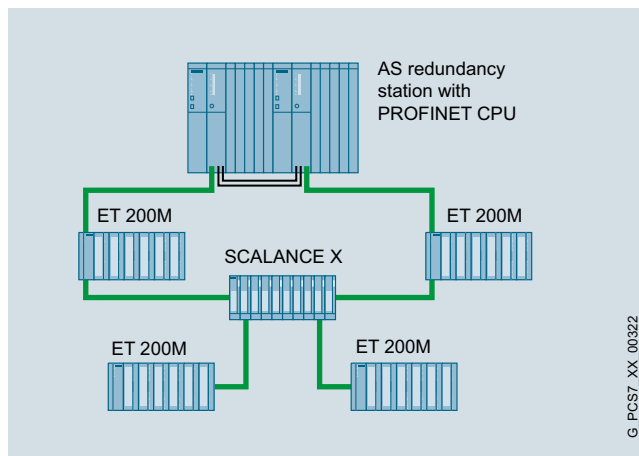 AS redundancy
station with
PROFINET CPU
ET 200M
ET 200M
SCALANCE X
ET 200M
ET 200M
G_PCS7_XX_00322